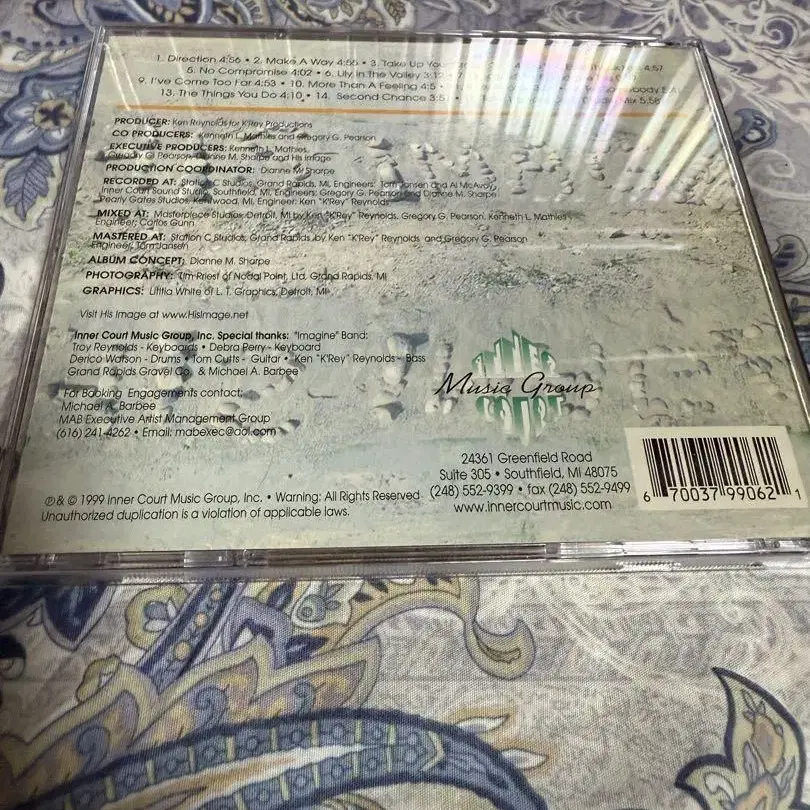 1. Direction 4:56 • 2. Make A Way 4:55 • 3. Take Up Your 4:57
5. No Compromise 4:02 • 6. Lily In The Valley 3:12 •
9. I've Come Too Far 4:53 • 10. More Than A Feeling 4:5
13. The Things You Do 4:10 • 14. Second Chance 3:5 Mix 5:58
PRODUCER: Ken Reynolds for K'Rey Productions
CO PRODUCERS: Kenneth L. Mathies and Gregory G. Pearson
EXECUTIVE PRODUCERS: Kenneth L. Mathies,
Gregory G. Pearson, Dianne M. Sharpe and His Image
PRODUCTION COORDINATOR: Dianne M. Sharpe
RECORDED AT: Station C Studios, Grand Rapids, MI, Engineers: Tom Jansen and Al McAvoy
Inner Court Sound Studio, Southfield, MI, Engineers: Gregory G. Pearson and Dianne M. Sharpe
Pearly Gates Studios, Kentwood, MI, Engineer: Ken "K'Rey" Reynolds
MIXED AT: Masterpiece Studios, Detroit, MI by Ken "K'Rey" Reynolds, Gregory G. Pearson, Kenneth L. Mathies
Engineer: Carlos Gunn
MASTERED AT: Station C Studios, Grand Rapids, by Ken "K'Rey" Reynolds and Gregory G. Pearson
Engineer: Tom Jansen
ALBUM CONCEPT: Dianne M. Sharpe
PHOTOGRAPHY: Tim Priest of Nodal Point, Ltd, Grand Rapids, MI
GRAPHICS: Lititia White of L. T. Graphics, Detroit, MI
Visit His Image at www.HisImage.net
Inner Court Music Group, Inc. Special thanks: "Imagine" Band:
Troy Reynolds - Keyboards • Debra Perry - Keyboard
Derico Watson - Drums • Tom Cutts - Guitar • Ken "K'Rey" Reynolds - Bass
Grand Rapids Gravel Co. & Michael A. Barbee
For Booking Engagements contact:
Michael A. Barbee
MAB Executive Artist Management Group
(616) 241-4262 • Email: mabexec@aol.com
INNER
Music Group
COURT
24361 Greenfield Road
Suite 305 • Southfield, MI 48075
(248) 552-9399 • fax (248) 552-9499
www.innercourtmusic.com
℗ & © 1999 Inner Court Music Group, Inc. • Warning: All Rights Reserved
Unauthorized duplication is a violation of applicable laws.
6 70037 99062 1